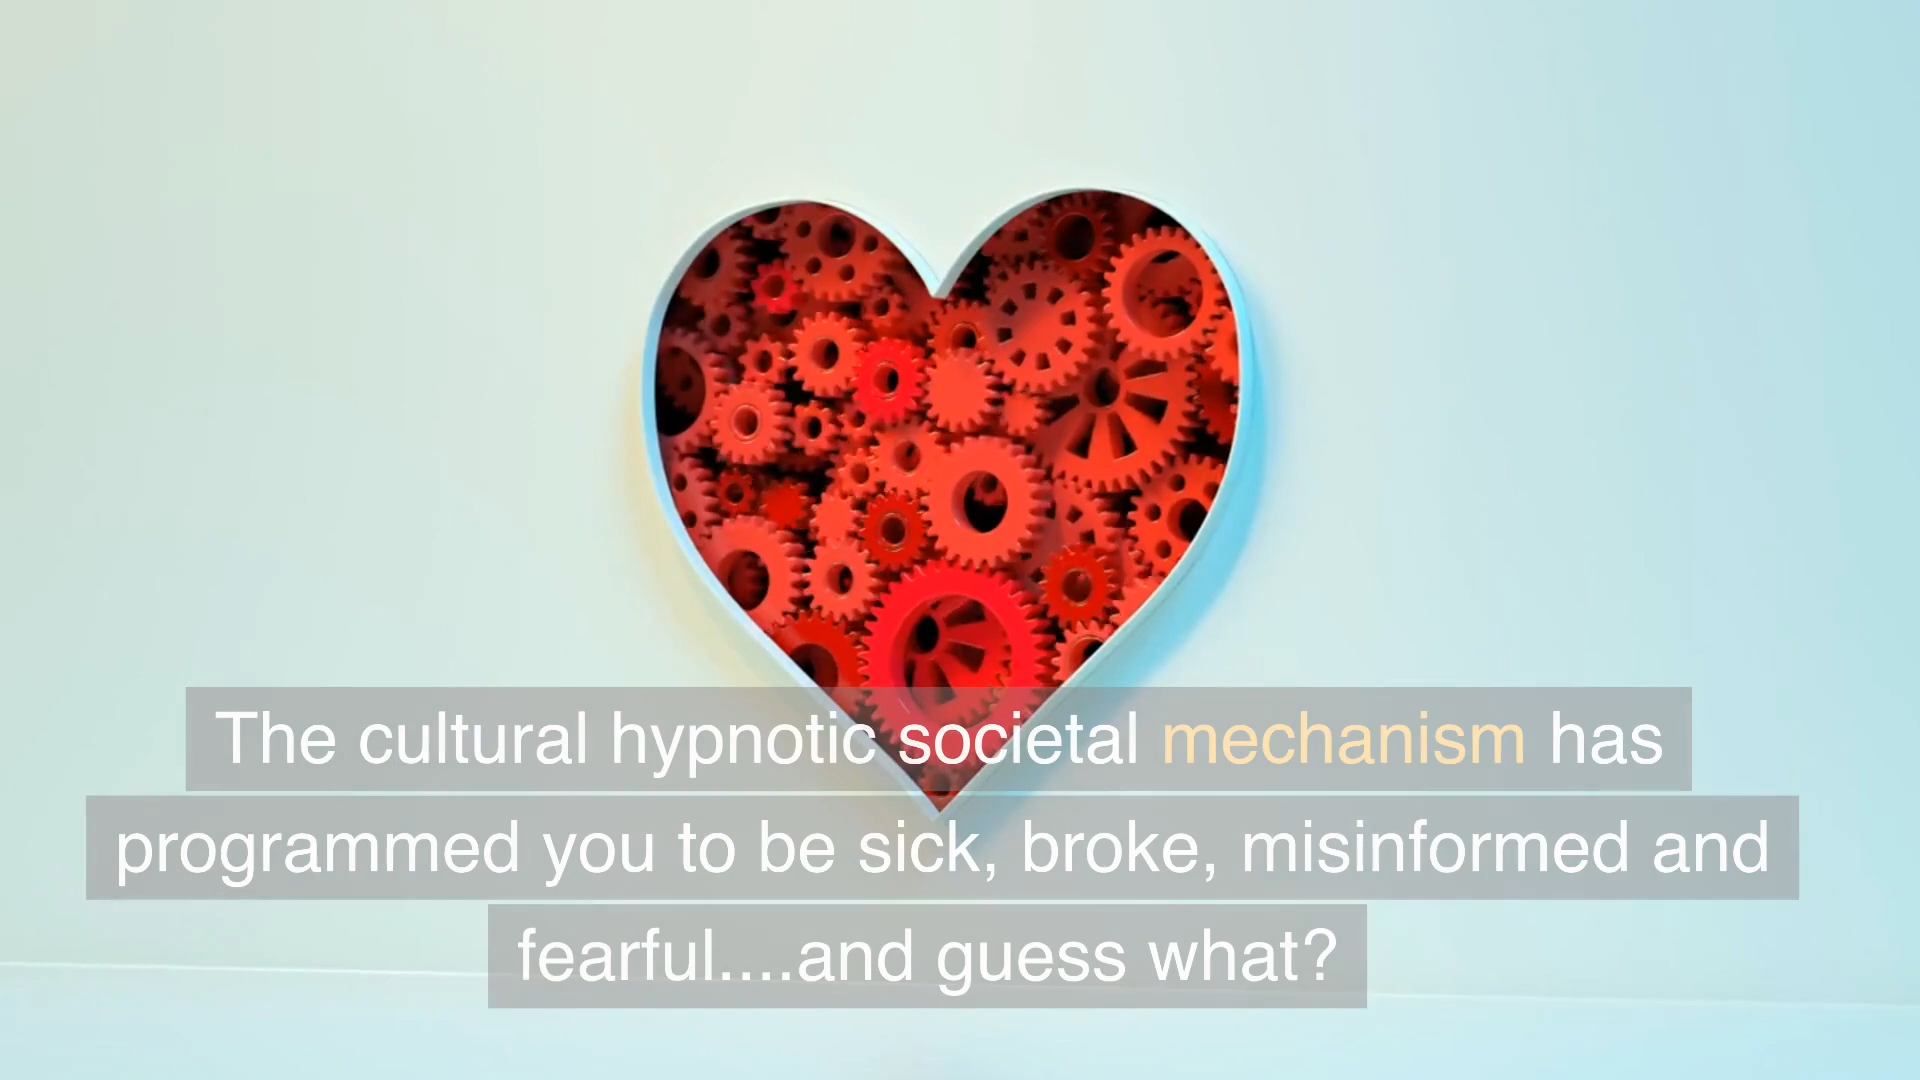 The cultural hypnotic societal mechanism has
programmed you to be sick, broke, misinformed and
fearful....and guess what?